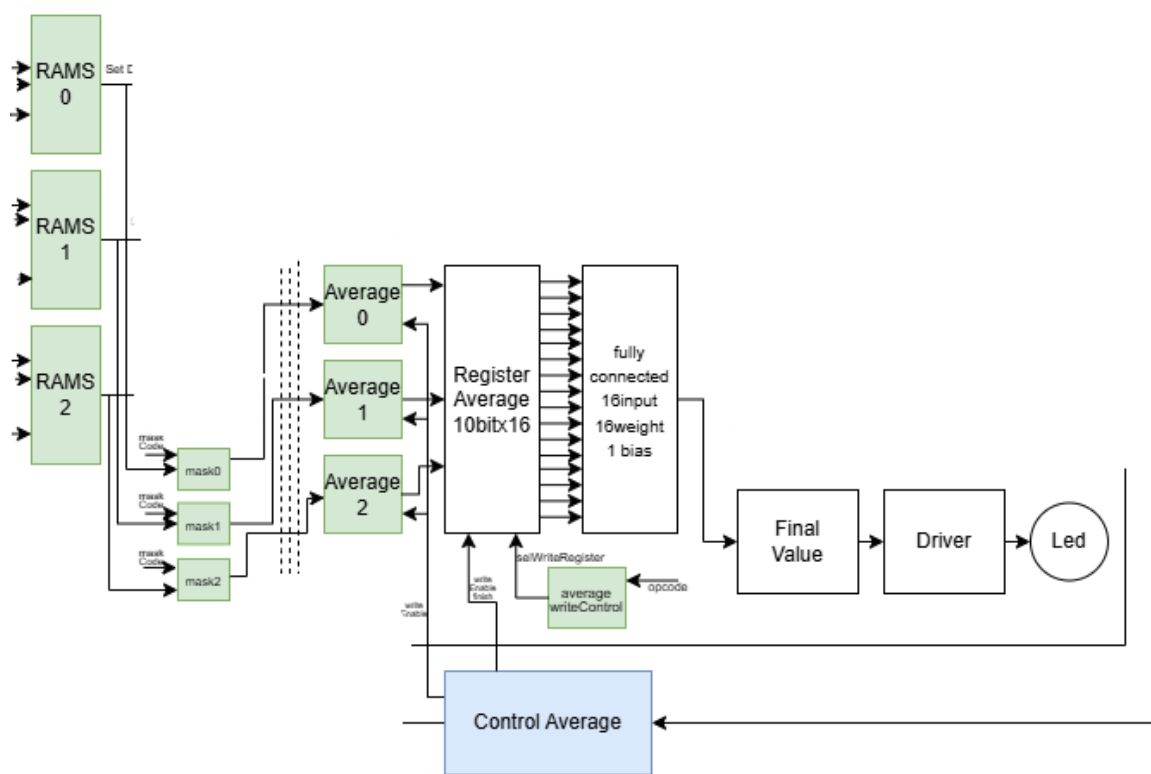 RAMS
0
Set D
RAMS
1
RAMS
2
mask
Code
mask0
mask
Code
mask1
mask
Code
mask2
Average
0
Average
1
Average
2
Register
Average
10bitx16
fully
connected
16input
16weight
1 bias
Final
Value
Driver
Led
selWriteRegister
write
Enable
finish
average
writeControl
opcode
write
Enable
Control Average